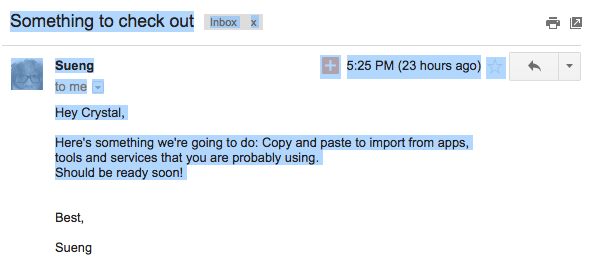 Something to check out Inbox x
Sueng 5:25 PM (23 hours ago)
to me
Hey Crystal,
Here's something we're going to do: Copy and paste to import from apps,
tools and services that you are probably using.
Should be ready soon!
Best,
Sueng